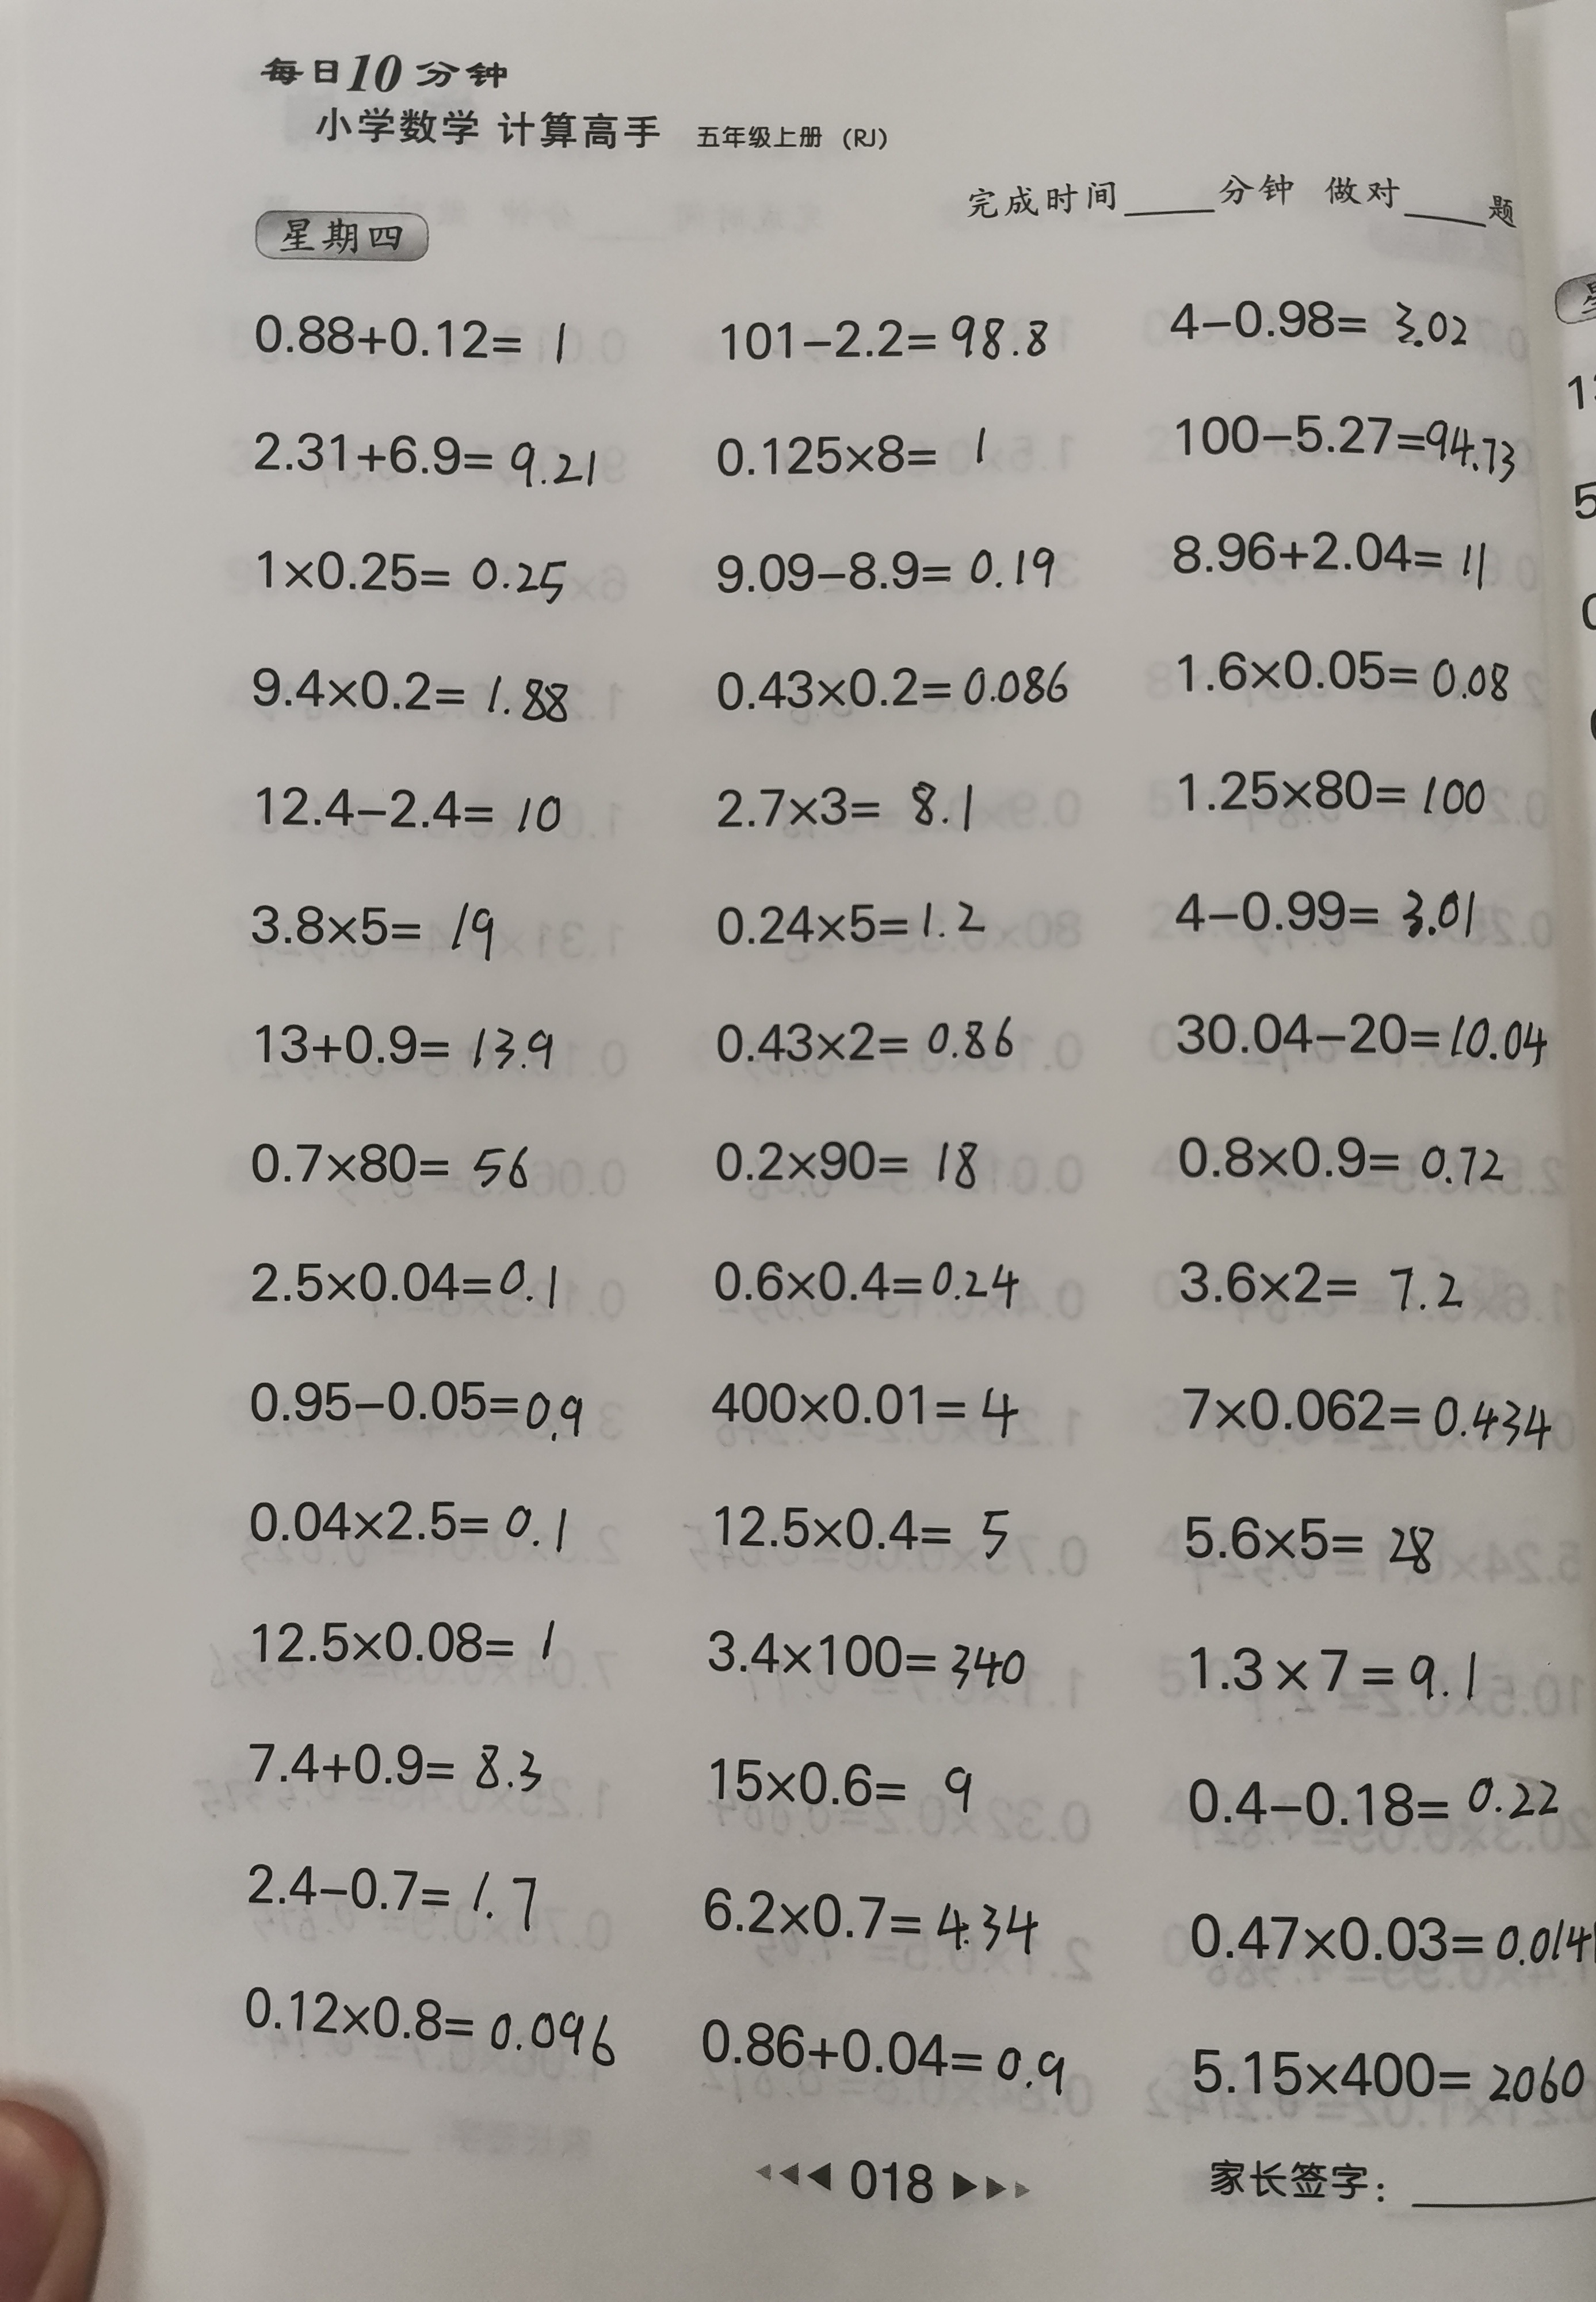 每日10分钟
小学数学 计算高手 五年级上册 (RJ)
完成时间____分钟 做对____题
星期四
0.88+0.12= 1 101-2.2=98.8 4-0.98= 3.02
2.31+6.9= 9.21 0.125×8= 1 100-5.27=94.73
1×0.25= 0.25 9.09-8.9= 0.19 8.96+2.04= 11
9.4×0.2= 1.88 0.43×0.2=0.086 1.6×0.05= 0.08
12.4-2.4= 10 2.7×3= 8.1 1.25×80= 100
3.8×5= 19 0.24×5=1.2 4-0.99= 3.01
13+0.9= 13.9 0.43×2= 0.86 30.04-20=10.04
0.7×80= 56 0.2×90= 18 0.8×0.9= 0.72
2.5×0.04=0.1 0.6×0.4=0.24 3.6×2= 7.2
0.95-0.05=0.9 400×0.01= 4 7×0.062=0.434
0.04×2.5= 0.1 12.5×0.4= 5 5.6×5= 28
12.5×0.08= 1 3.4×100= 340 1.3×7=9.1
7.4+0.9= 8.3 15×0.6= 9 0.4-0.18= 0.22
2.4-0.7= 1.7 6.2×0.7= 4.34 0.47×0.03=0.014
0.12×0.8= 0.096 0.86+0.04=0.9 5.15×400= 2060
018
家长签字: